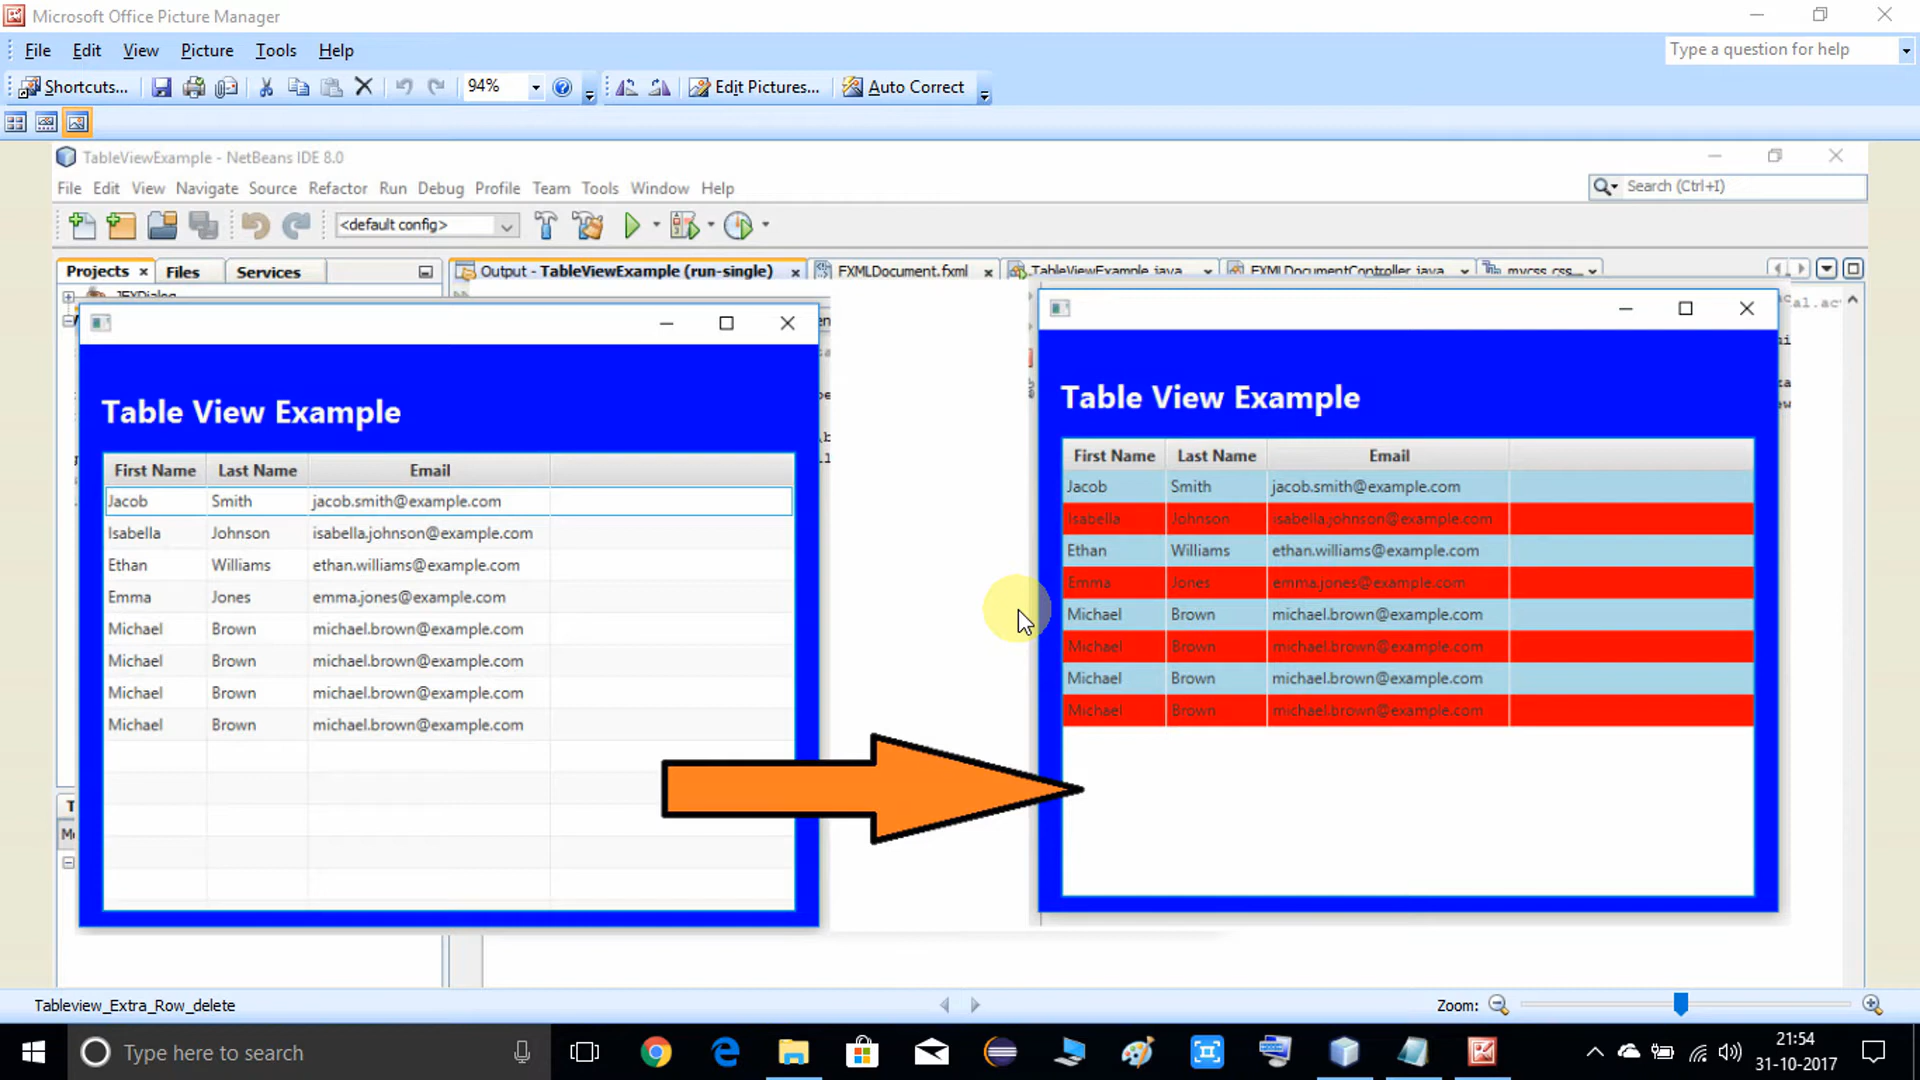 Microsoft Office Picture Manager
File Edit View Picture Tools Help
Type a question for help
Shortcuts... 94% Edit Pictures... Auto Correct
TableViewExample - NetBeans IDE 8.0
File Edit View Navigate Source Refactor Run Debug Profile Team Tools Window Help
Search (Ctrl+I)
<default config>
Projects Files Services Output - TableViewExample (run-single) FXMLDocument.fxml TableViewExample.java FXMLDocumentController.java mycss.css
JFXDialog
Table View Example
First Name Last Name Email
Jacob Smith jacob.smith@example.com
Isabella Johnson isabella.johnson@example.com
Ethan Williams ethan.williams@example.com
Emma Jones emma.jones@example.com
Michael Brown michael.brown@example.com
Michael Brown michael.brown@example.com
Michael Brown michael.brown@example.com
Michael Brown michael.brown@example.com
Table View Example
First Name Last Name Email
Jacob Smith jacob.smith@example.com
Isabella Johnson isabella.johnson@example.com
Ethan Williams ethan.williams@example.com
Emma Jones emma.jones@example.com
Michael Brown michael.brown@example.com
Michael Brown michael.brown@example.com
Michael Brown michael.brown@example.com
Michael Brown michael.brown@example.com
Tableview_Extra_Row_delete
Zoom:
Type here to search
21:54
31-10-2017